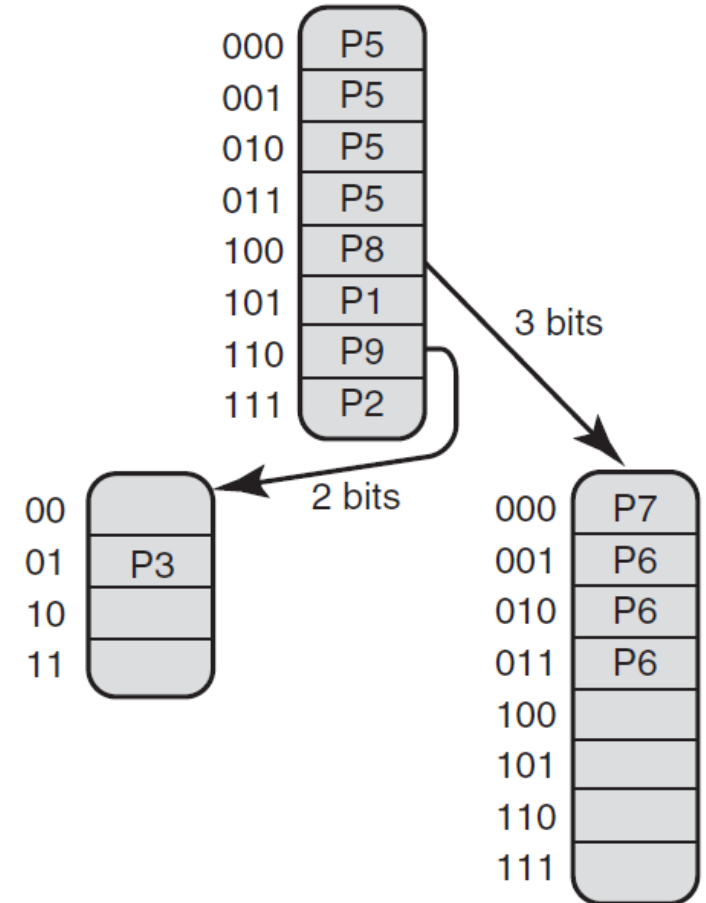 000 P5
001 P5
010 P5
011 P5
100 P8
101 P1
110 P9
111 P2
3 bits
2 bits
00
01 P3
10
11
000 P7
001 P6
010 P6
011 P6
100
101
110
111